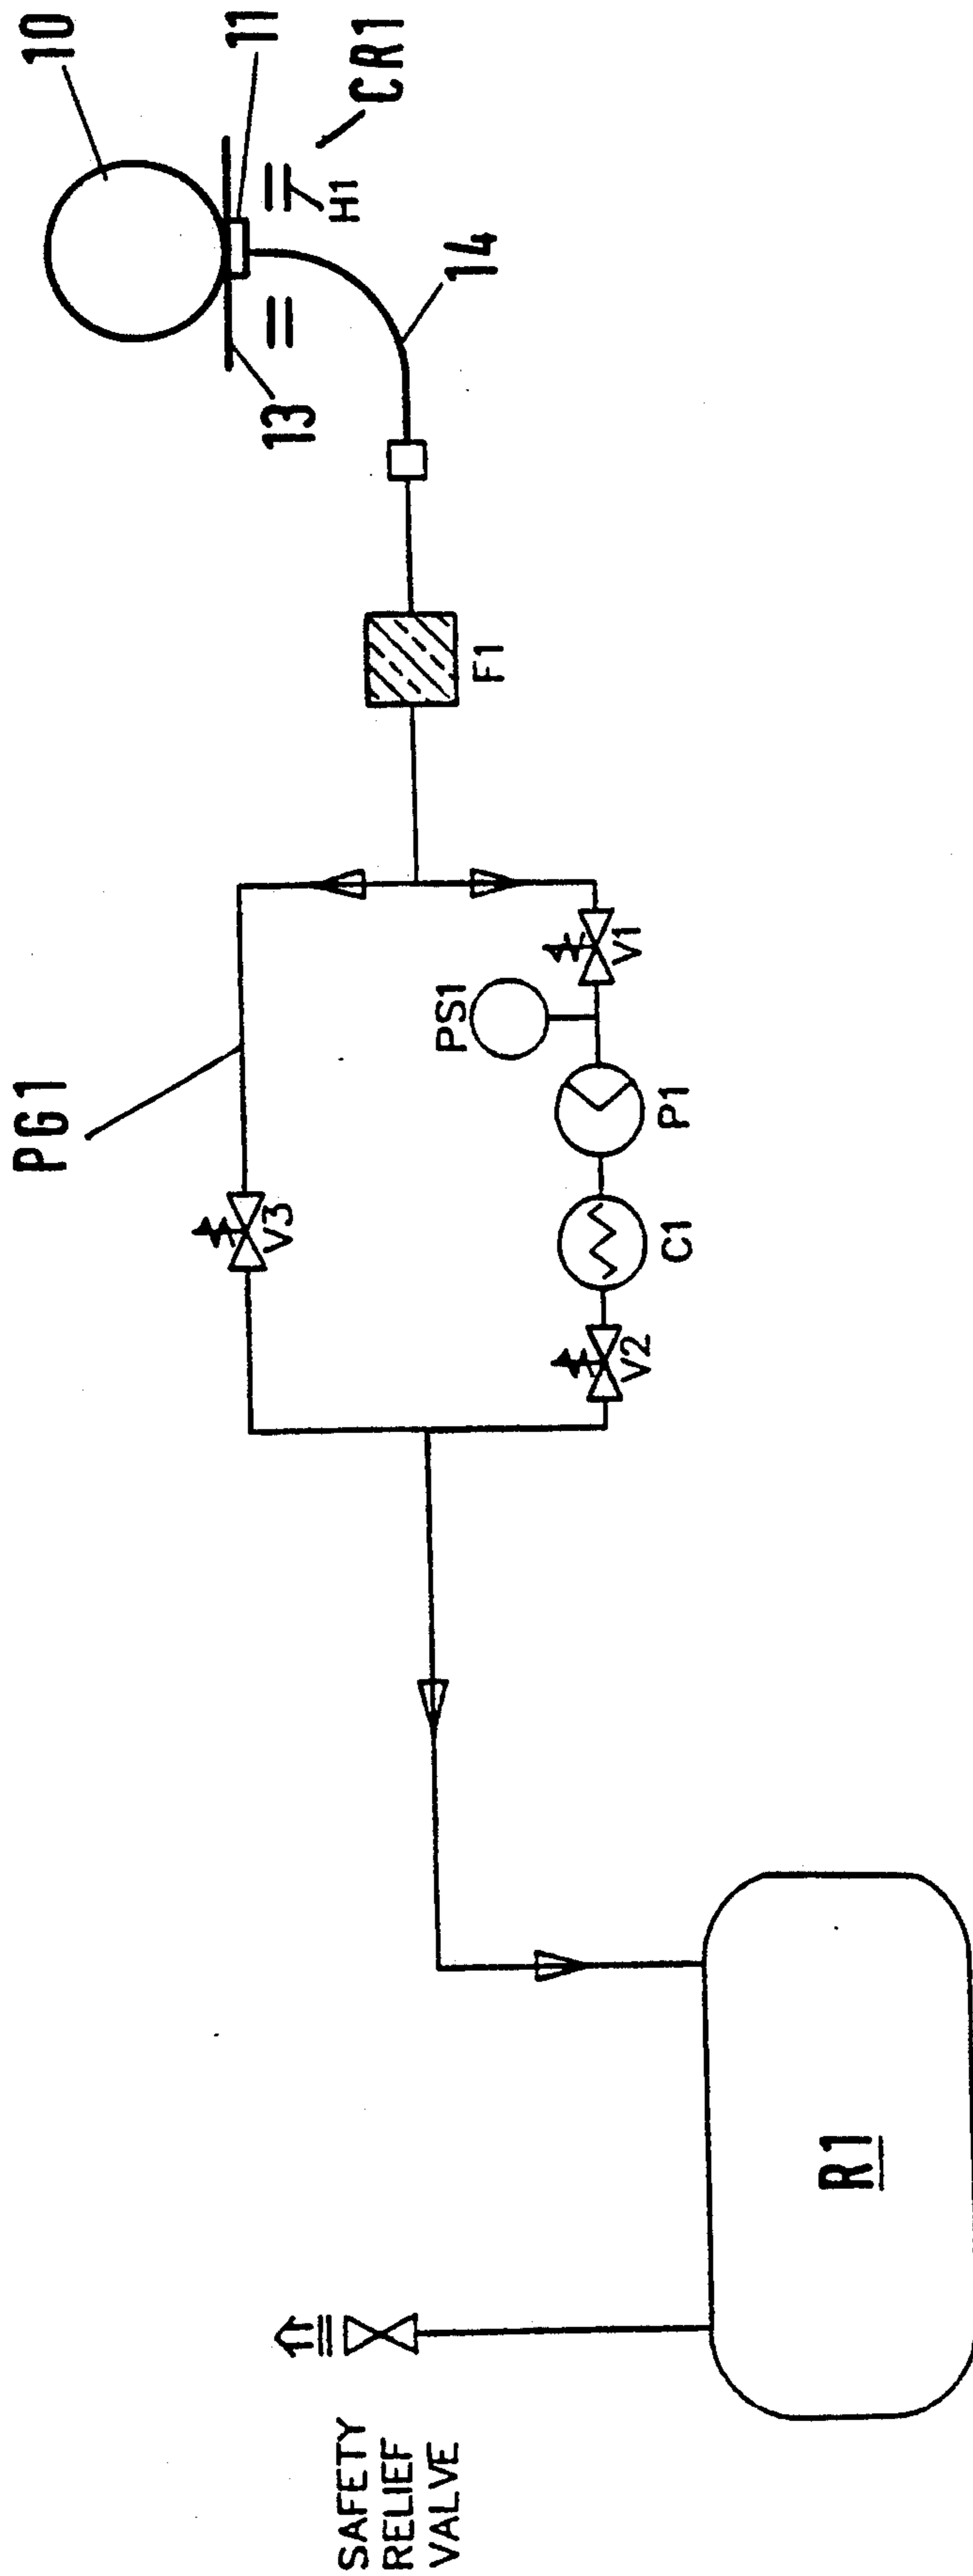 10
11
CR1
H1
13
14
F1
PG1
V3
PS1
V1
P1
C1
V2
R1
SAFETY
RELIEF
VALVE